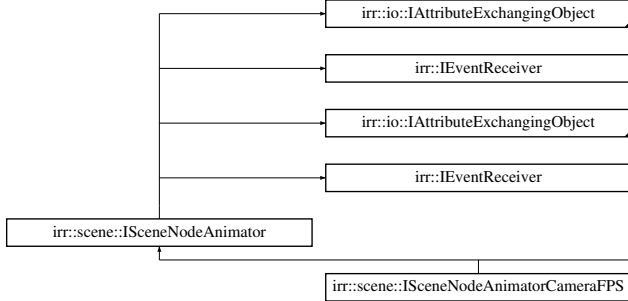 irr::io::IAttributeExchangingObject
irr::IEventReceiver
irr::io::IAttributeExchangingObject
irr::IEventReceiver
irr::scene::ISceneNodeAnimator
irr::scene::ISceneNodeAnimatorCameraFPS